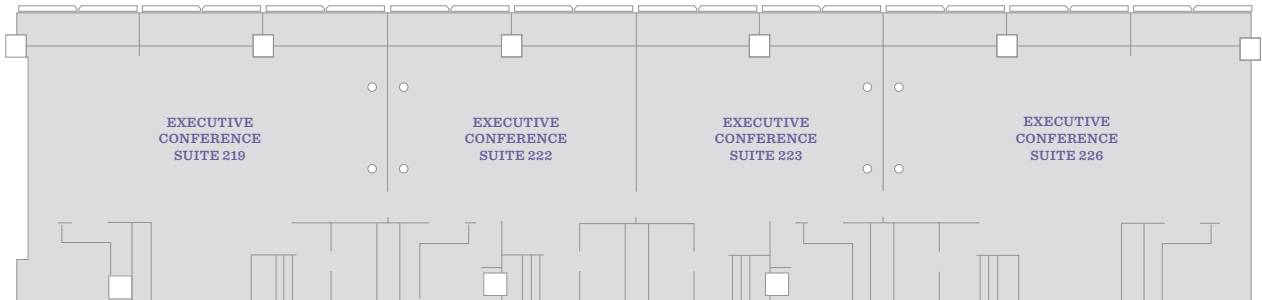 EXECUTIVE
CONFERENCE
SUITE 219
EXECUTIVE
CONFERENCE
SUITE 222
EXECUTIVE
CONFERENCE
SUITE 223
EXECUTIVE
CONFERENCE
SUITE 226